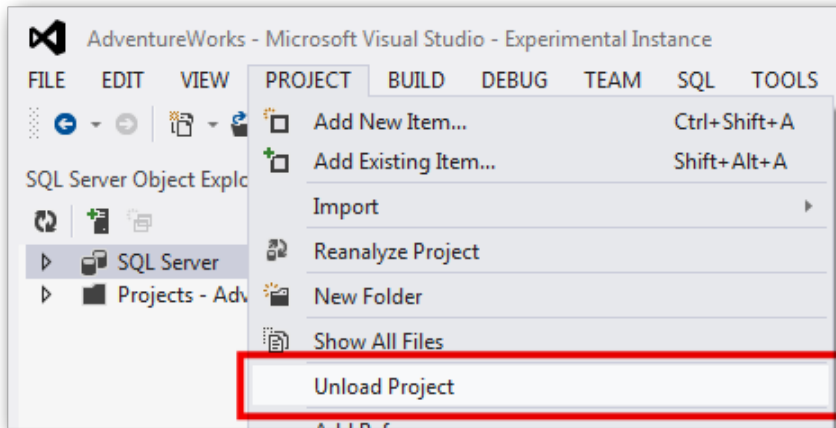 AdventureWorks - Microsoft Visual Studio - Experimental Instance
FILE EDIT VIEW PROJECT BUILD DEBUG TEAM SQL TOOLS
Add New Item... Ctrl+Shift+A
Add Existing Item... Shift+Alt+A
SQL Server Object Explo
Import
Reanalyze Project
SQL Server
Projects - Adv
New Folder
Show All Files
Unload Project